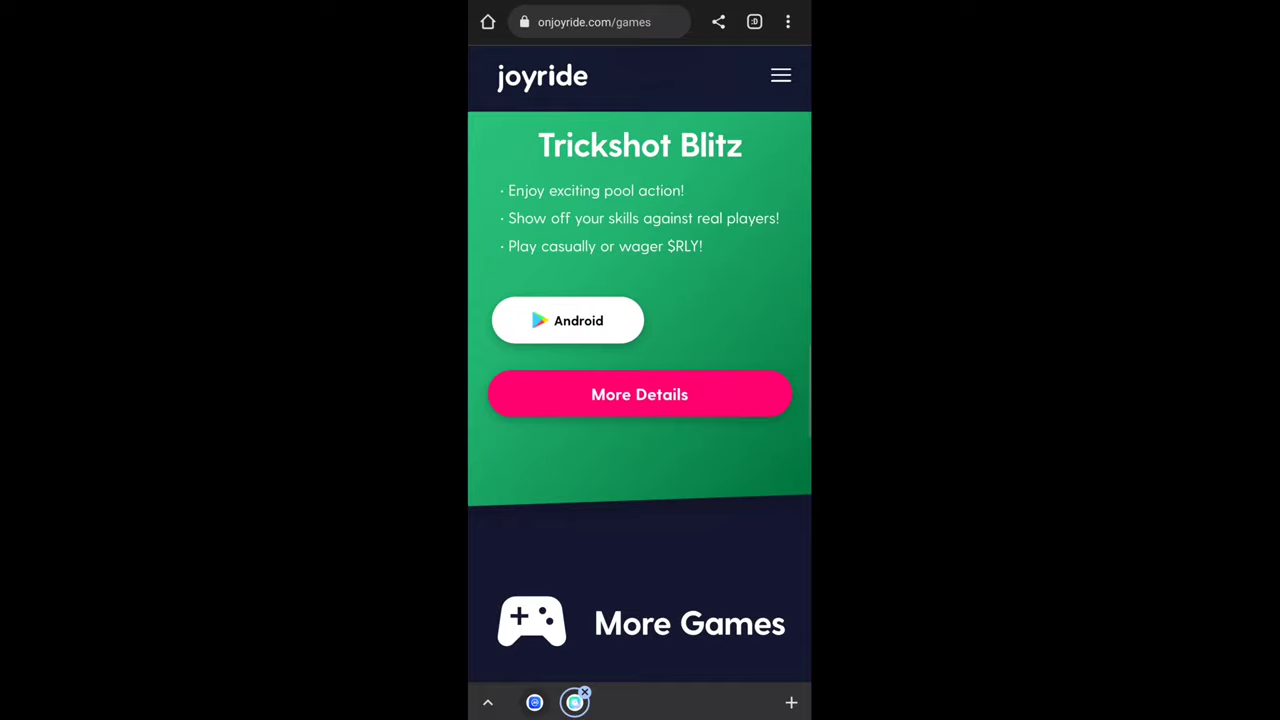 onjoyride.com/games
:D
joyride
Trickshot Blitz
· Enjoy exciting pool action!
· Show off your skills against real players!
· Play casually or wager $RLY!
Android
More Details
More Games